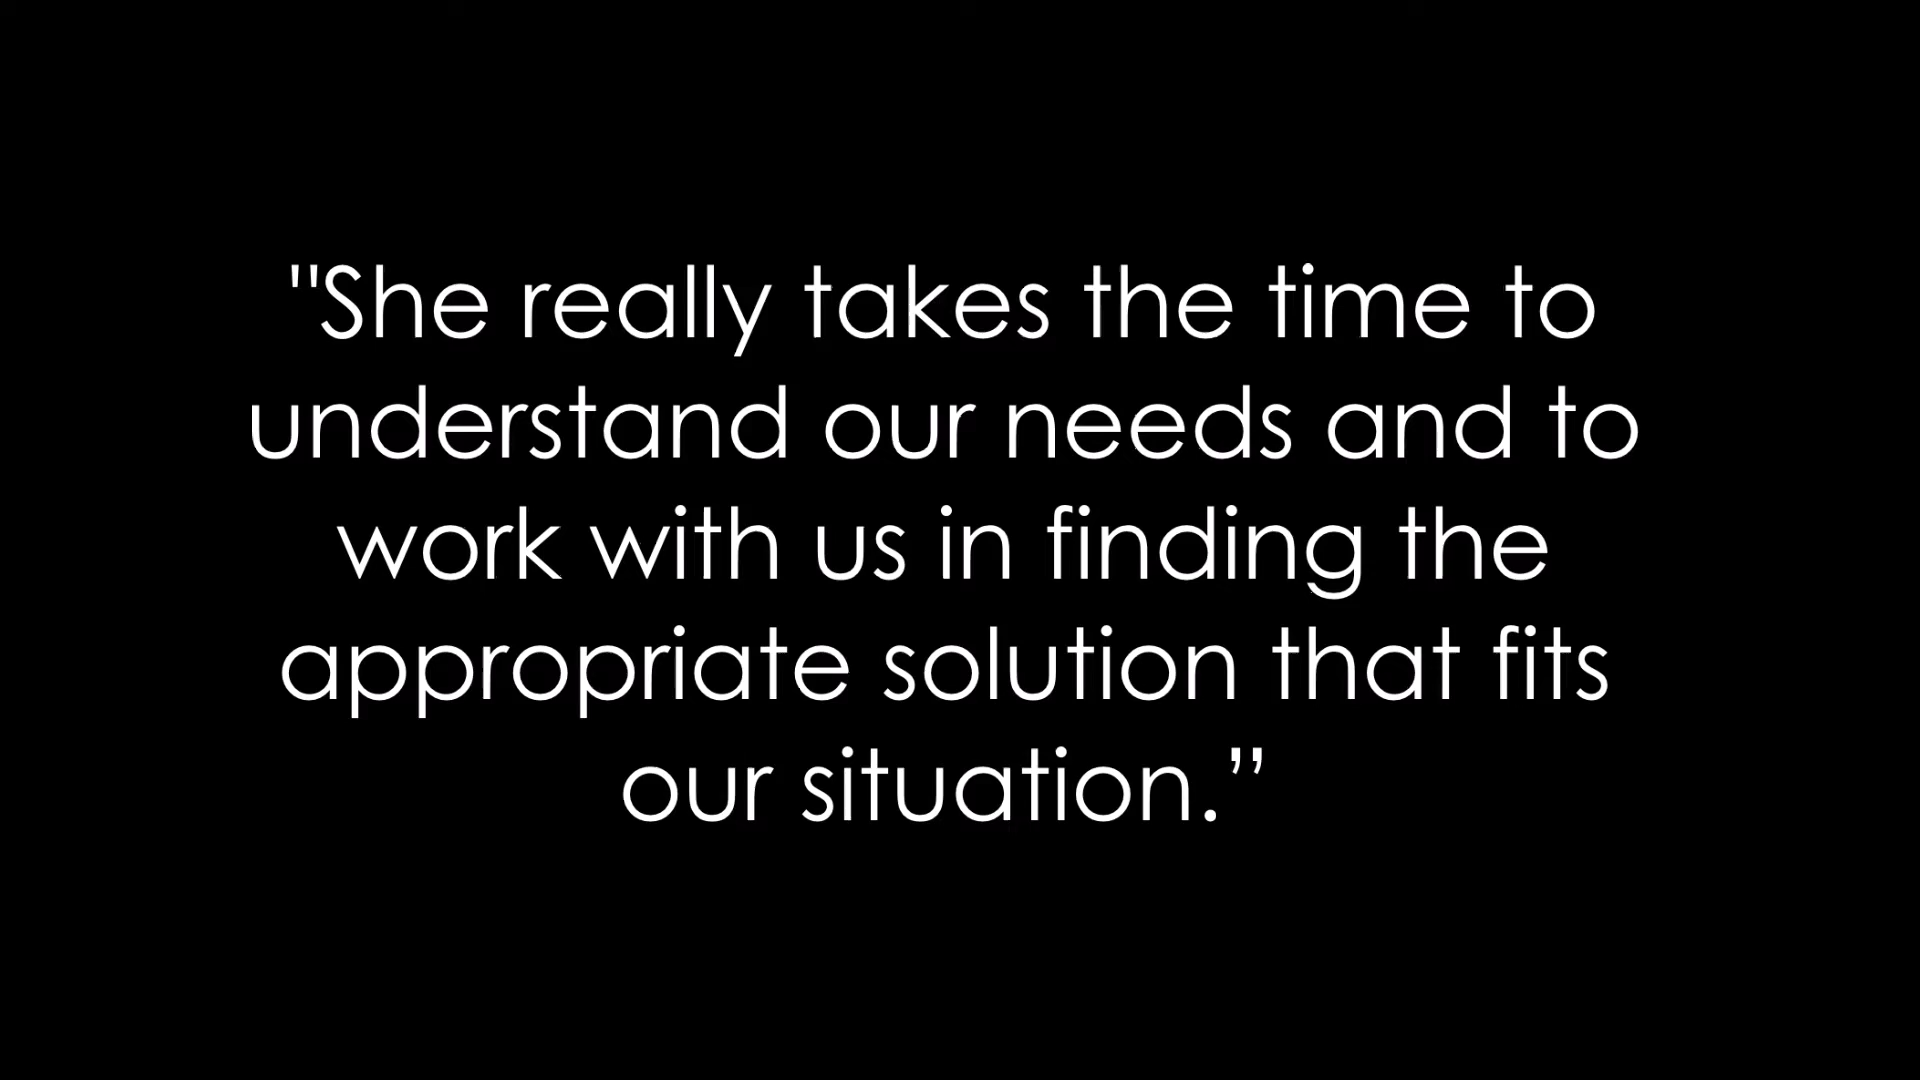 "She really takes the time to
understand our needs and to
work with us in finding the
appropriate solution that fits
our situation.”